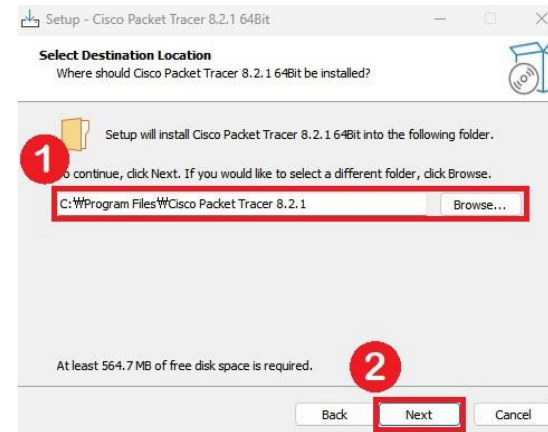 Setup - Cisco Packet Tracer 8.2.1 64Bit
Select Destination Location
Where should Cisco Packet Tracer 8.2.1 64Bit be installed?
Setup will install Cisco Packet Tracer 8.2.1 64Bit into the following folder.
1
o continue, click Next. If you would like to select a different folder, click Browse.
C:₩Program Files₩Cisco Packet Tracer 8.2.1
Browse...
At least 564.7 MB of free disk space is required.
2
Back
Next
Cancel